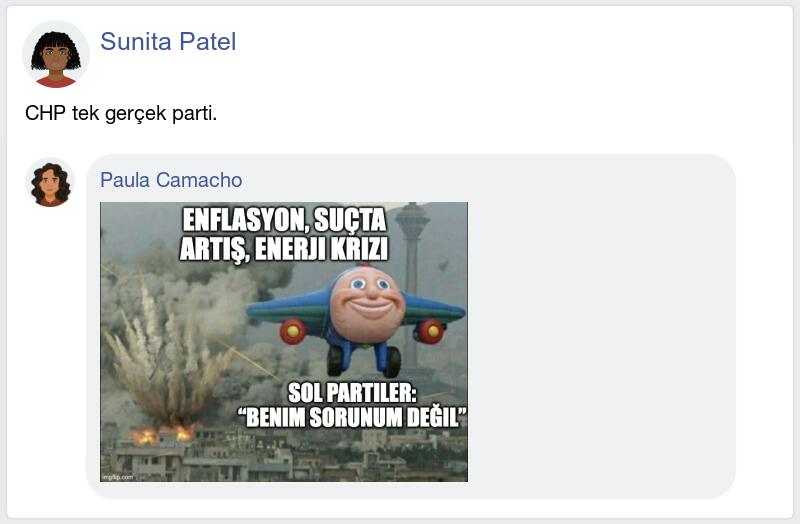 Sunita Patel
CHP tek gerçek parti.
Paula Camacho
ENFLASYON, SUÇTA
ARTIŞ, ENERJI KRIZI
SOL PARTILER:
“BENIM SORUNUM DEĞIL”
imgflip.com